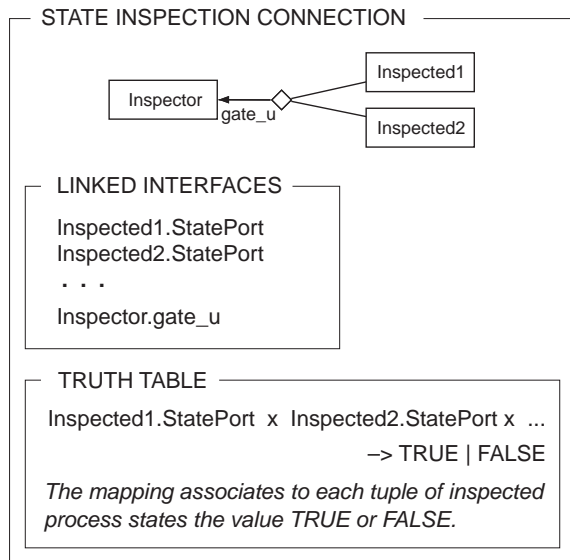 STATE INSPECTION CONNECTION
Inspected1
Inspector
gate_u
Inspected2
LINKED INTERFACES
Inspected1.StatePort
Inspected2.StatePort
. . .
Inspector.gate_u
TRUTH TABLE
Inspected1.StatePort x Inspected2.StatePort x ...
–> TRUE | FALSE
The mapping associates to each tuple of inspected
process states the value TRUE or FALSE.